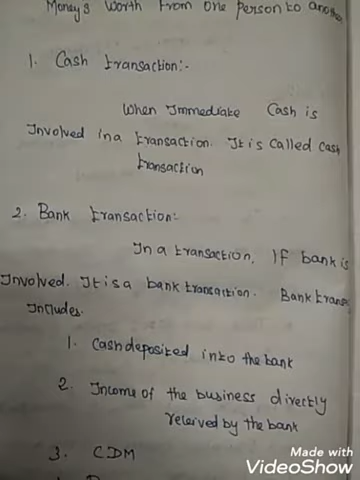 Money's worth from one person to another
1. Cash transaction:-
When Immediate Cash is
Involved in a transaction. It is called cash
transaction
2. Bank transaction:-
In a transaction, If bank is
Involved. It is a bank transaction. Bank transac
Includes.
1. Cash deposited into the bank
2. Income of the business directly
received by the bank
3. CDM
Made with
VideoShow